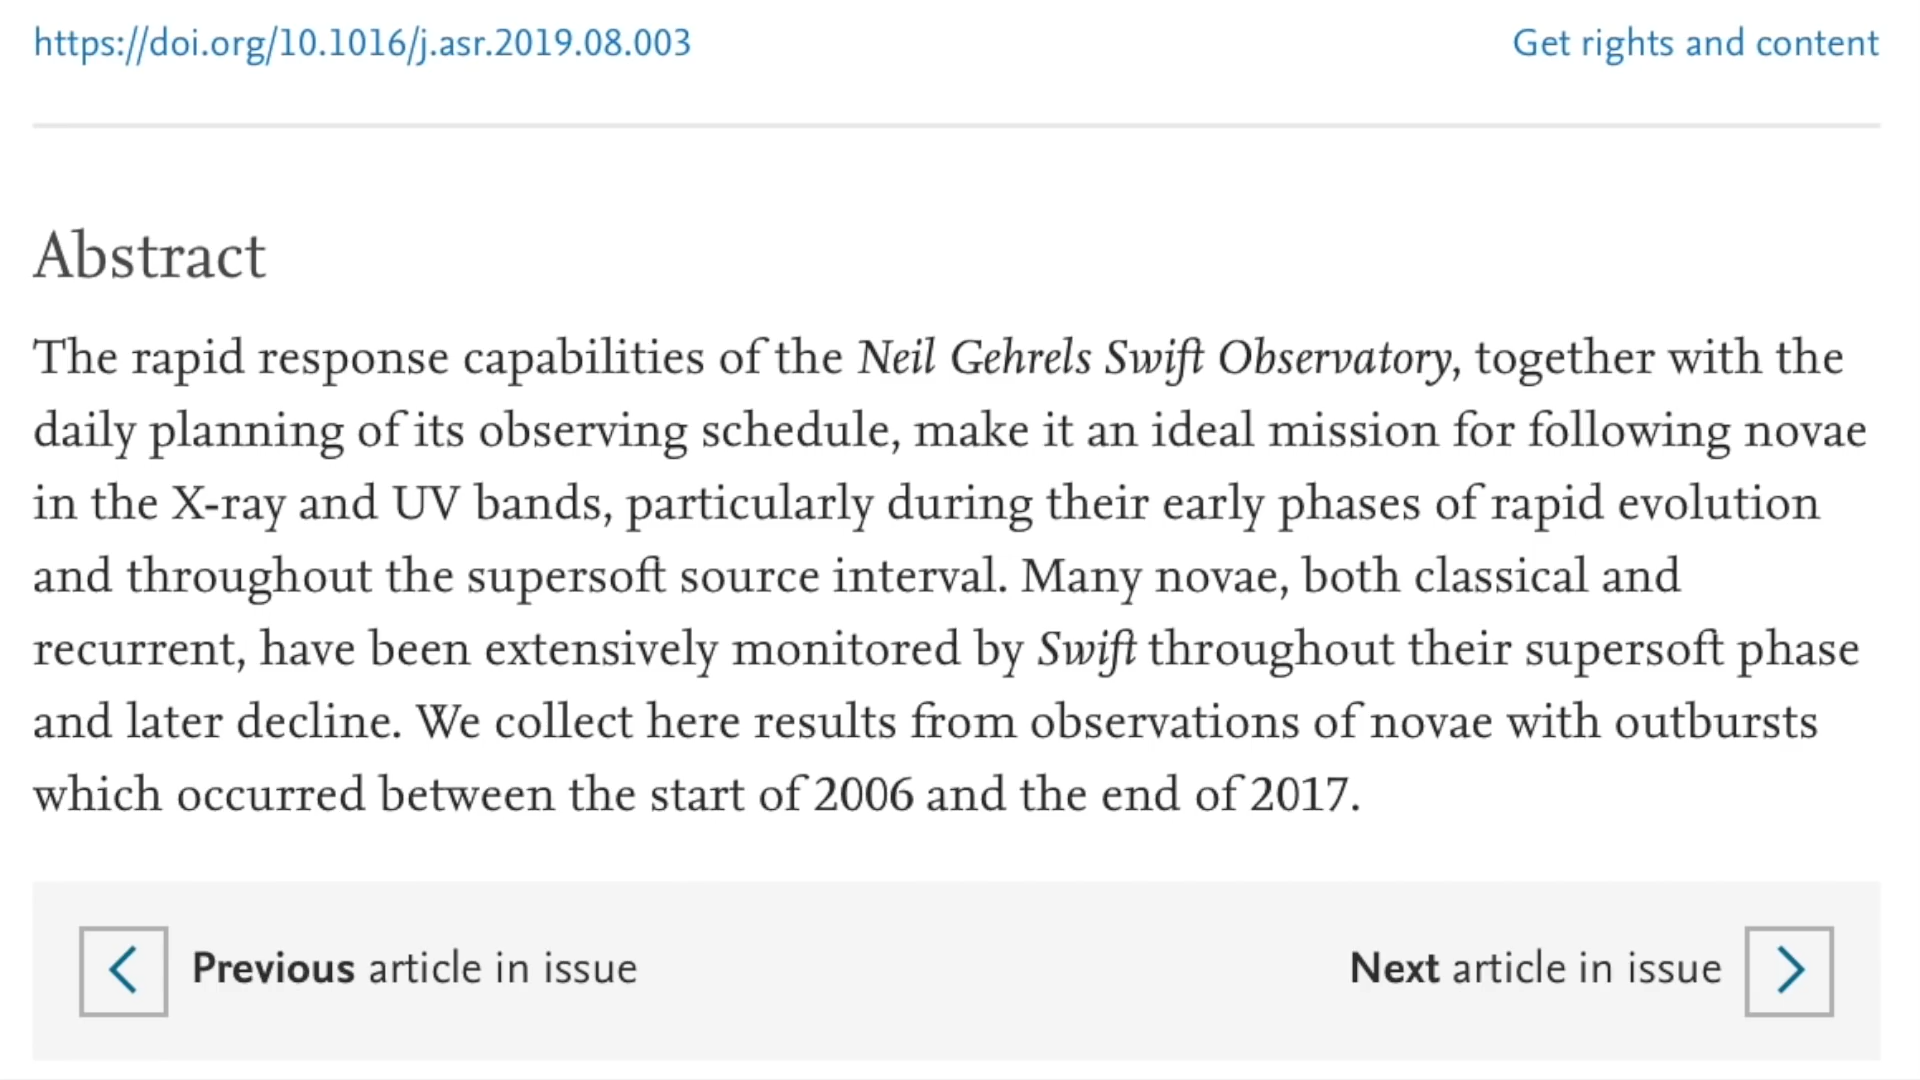 https://doi.org/10.1016/j.asr.2019.08.003
Get rights and content
Abstract
The rapid response capabilities of the Neil Gehrels Swift Observatory, together with the
daily planning of its observing schedule, make it an ideal mission for following novae
in the X-ray and UV bands, particularly during their early phases of rapid evolution
and throughout the supersoft source interval. Many novae, both classical and
recurrent, have been extensively monitored by Swift throughout their supersoft phase
and later decline. We collect here results from observations of novae with outbursts
which occurred between the start of 2006 and the end of 2017.
Previous article in issue
Next article in issue